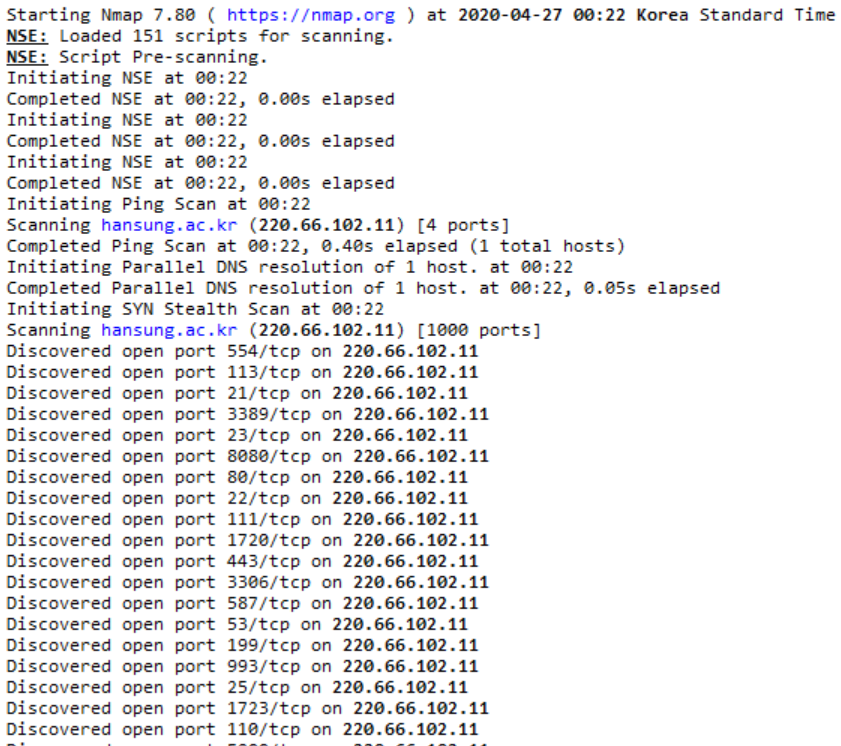 Starting Nmap 7.80 ( https://nmap.org ) at 2020-04-27 00:22 Korea Standard Time
NSE: Loaded 151 scripts for scanning.
NSE: Script Pre-scanning.
Initiating NSE at 00:22
Completed NSE at 00:22, 0.00s elapsed
Initiating NSE at 00:22
Completed NSE at 00:22, 0.00s elapsed
Initiating NSE at 00:22
Completed NSE at 00:22, 0.00s elapsed
Initiating Ping Scan at 00:22
Scanning hansung.ac.kr (220.66.102.11) [4 ports]
Completed Ping Scan at 00:22, 0.40s elapsed (1 total hosts)
Initiating Parallel DNS resolution of 1 host. at 00:22
Completed Parallel DNS resolution of 1 host. at 00:22, 0.05s elapsed
Initiating SYN Stealth Scan at 00:22
Scanning hansung.ac.kr (220.66.102.11) [1000 ports]
Discovered open port 554/tcp on 220.66.102.11
Discovered open port 113/tcp on 220.66.102.11
Discovered open port 21/tcp on 220.66.102.11
Discovered open port 3389/tcp on 220.66.102.11
Discovered open port 23/tcp on 220.66.102.11
Discovered open port 8080/tcp on 220.66.102.11
Discovered open port 80/tcp on 220.66.102.11
Discovered open port 22/tcp on 220.66.102.11
Discovered open port 111/tcp on 220.66.102.11
Discovered open port 1720/tcp on 220.66.102.11
Discovered open port 443/tcp on 220.66.102.11
Discovered open port 3306/tcp on 220.66.102.11
Discovered open port 587/tcp on 220.66.102.11
Discovered open port 53/tcp on 220.66.102.11
Discovered open port 199/tcp on 220.66.102.11
Discovered open port 993/tcp on 220.66.102.11
Discovered open port 25/tcp on 220.66.102.11
Discovered open port 1723/tcp on 220.66.102.11
Discovered open port 110/tcp on 220.66.102.11